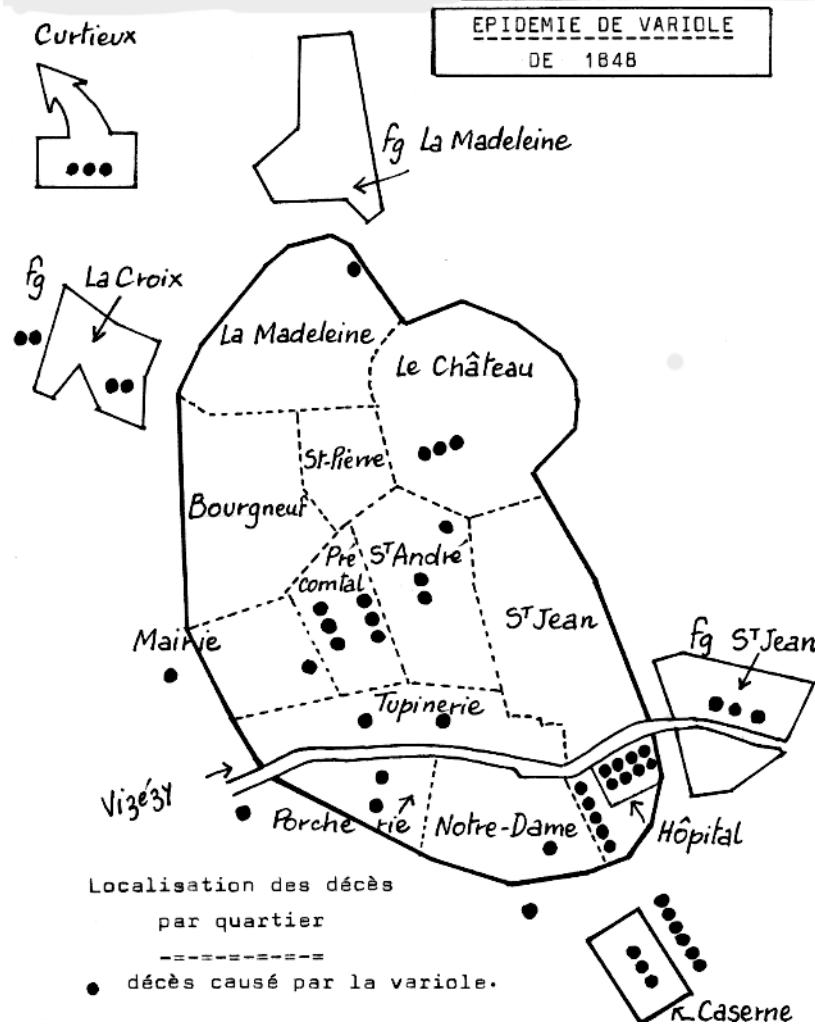 Curtieux
EPIDEMIE DE VARIOLE
DE 1848
fg La Madeleine
fg La Croix
La Madeleine
Le Château
St-Pierre
Bourgneuf
Pré
comtal
ST André
ST Jean
Mairie
fg ST Jean
Tupinerie
Vizézy
Porcherie
Notre-Dame
Hôpital
Localisation des décès
par quartier
-=-=-=-=-=-=
décès causé par la variole.
Caserne